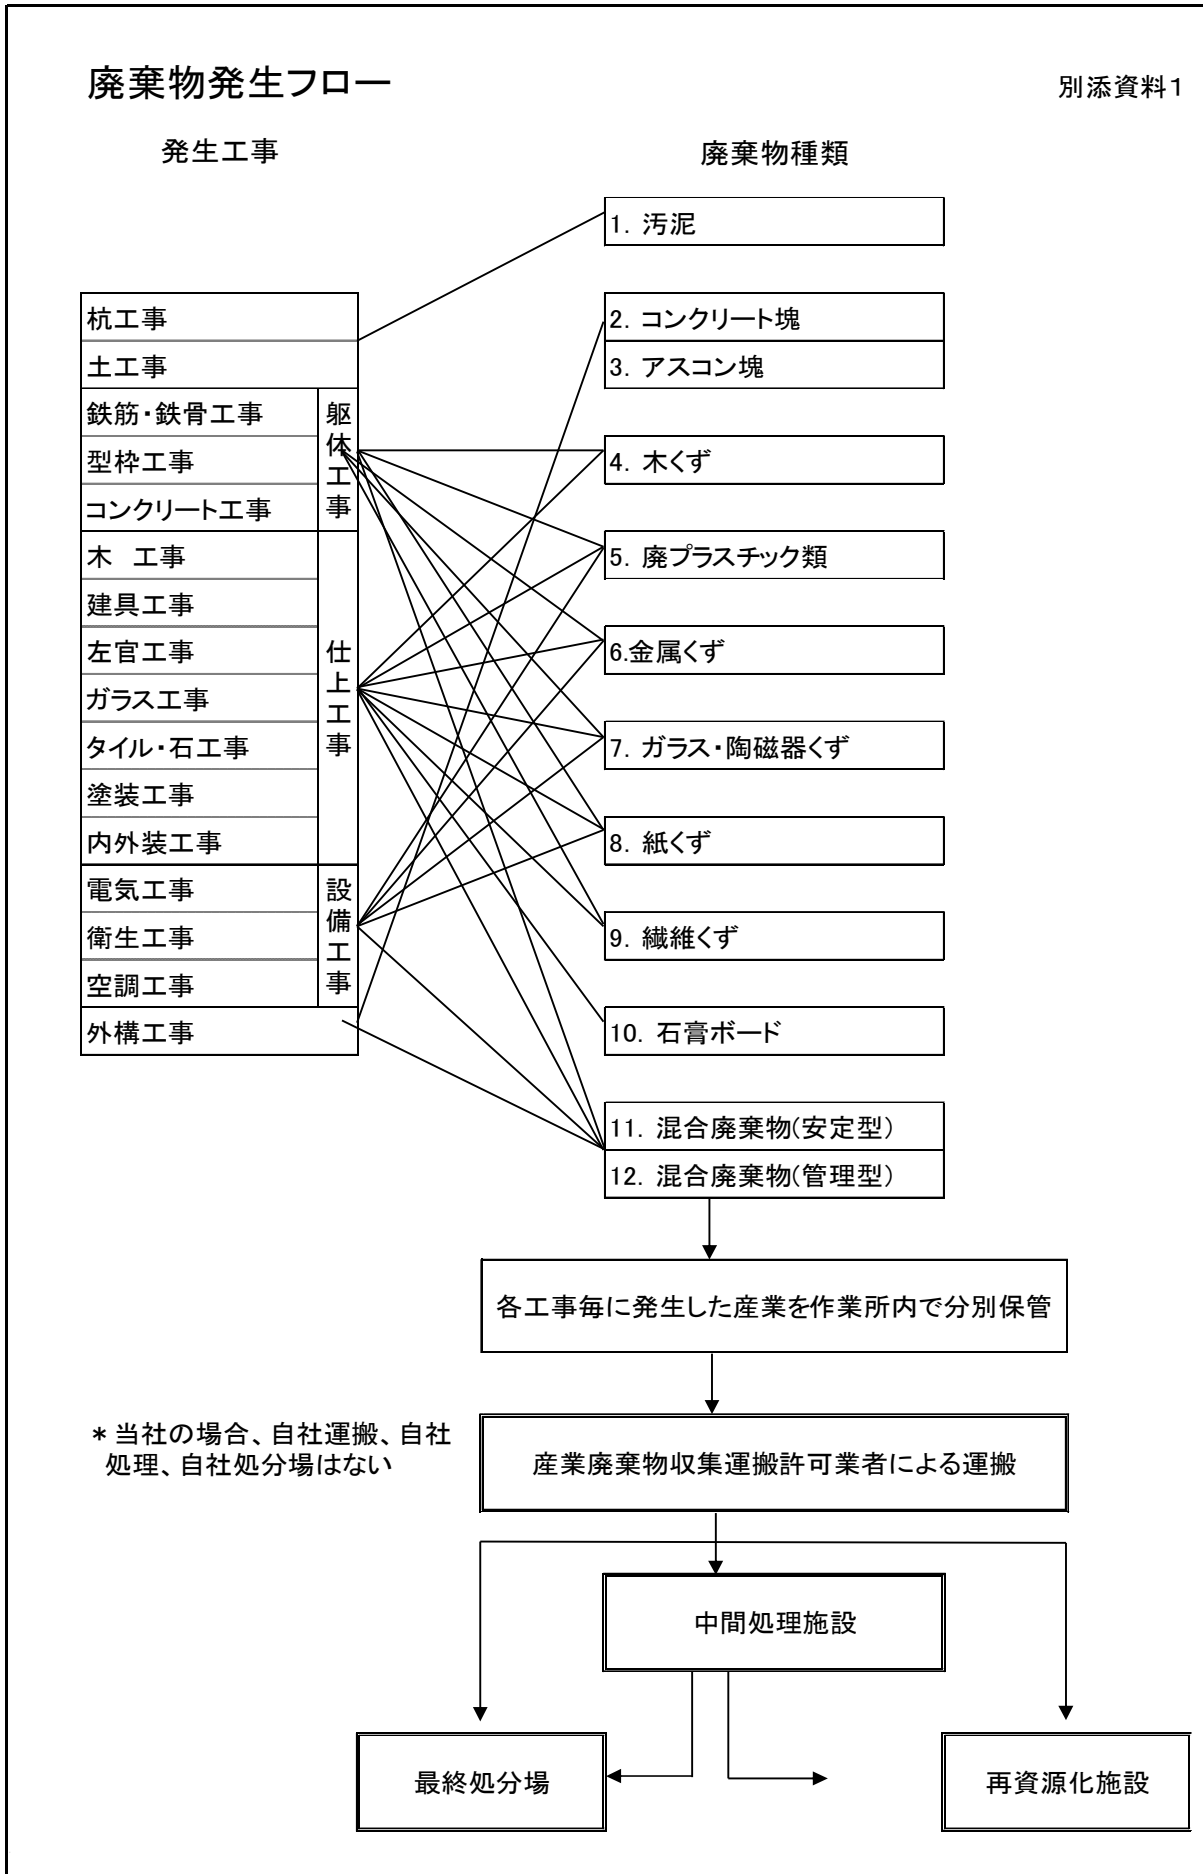 廃棄物発生フロー
別添資料1
発生工事
廃棄物種類
1. 汚泥
杭工事
土工事
鉄筋・鉄骨工事
型枠工事
コンクリート工事
躯体工事
木　工事
建具工事
左官工事
ガラス工事
タイル・石工事
塗装工事
内外装工事
仕上工事
電気工事
衛生工事
空調工事
設備工事
外構工事
2. コンクリート塊
3. アスコン塊
4. 木くず
5. 廃プラスチック類
6.金属くず
7. ガラス・陶磁器くず
8. 紙くず
9. 繊維くず
10. 石膏ボード
11. 混合廃棄物(安定型)
12. 混合廃棄物(管理型)
各工事毎に発生した産業を作業所内で分別保管
＊当社の場合、自社運搬、自社
処理、自社処分場はない
産業廃棄物収集運搬許可業者による運搬
中間処理施設
最終処分場
再資源化施設